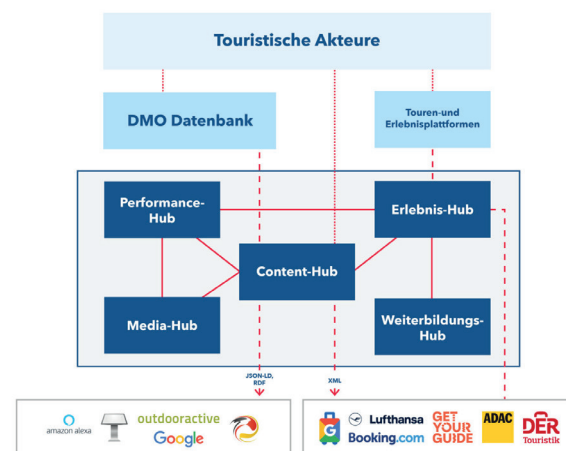 Touristische Akteure
DMO Datenbank
Touren-und
Erlebnisplattformen
Performance-
Hub
Erlebnis-Hub
Content-Hub
Media-Hub
Weiterbildungs-
Hub
JSON-LD,
RDF
XML
amazon alexa
outdooractive
Google
G
Lufthansa
Booking.com
GET
YOUR
GUIDE
ADAC
DER
Touristik